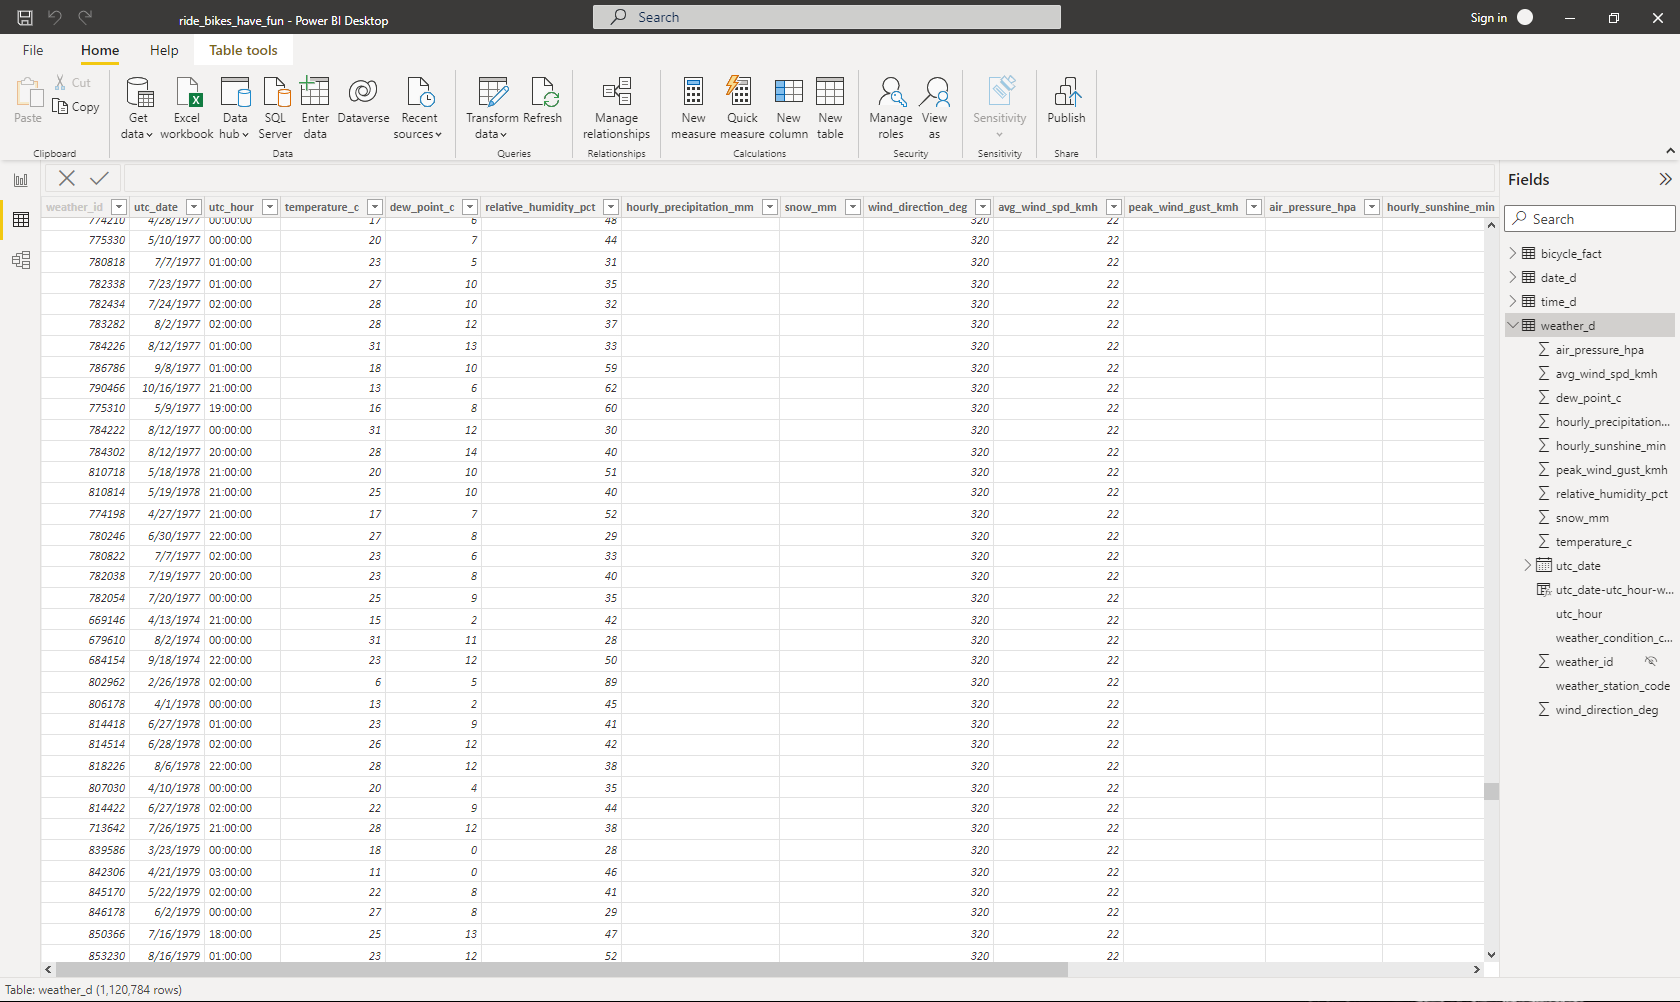 ride_bikes_have_fun - Power BI Desktop
Search
Sign in
File Home Help Table tools
Paste
Cut
Copy
Clipboard
Get data
Excel workbook
Data hub
SQL Server
Enter data
Dataverse
Recent sources
Data
Transform data
Refresh
Queries
Manage relationships
Relationships
New measure
Quick measure
New column
New table
Calculations
Manage roles
View as
Security
Sensitivity
Sensitivity
Publish
Share
weather_id utc_date utc_hour temperature_c dew_point_c relative_humidity_pct hourly_precipitation_mm snow_mm wind_direction_deg avg_wind_spd_kmh peak_wind_gust_kmh air_pressure_hpa hourly_sunshine_min
774210 4/28/1977 00:00:00 17 6 48 320 22
775330 5/10/1977 00:00:00 20 7 44 320 22
780818 7/7/1977 01:00:00 23 5 31 320 22
782338 7/23/1977 01:00:00 27 10 35 320 22
782434 7/24/1977 02:00:00 28 10 32 320 22
783282 8/2/1977 02:00:00 28 12 37 320 22
784226 8/12/1977 01:00:00 31 13 33 320 22
786786 9/8/1977 01:00:00 18 10 59 320 22
790466 10/16/1977 21:00:00 13 6 62 320 22
775310 5/9/1977 19:00:00 16 8 60 320 22
784222 8/12/1977 00:00:00 31 12 30 320 22
784302 8/12/1977 20:00:00 28 14 40 320 22
810718 5/18/1978 21:00:00 20 10 51 320 22
810814 5/19/1978 21:00:00 25 10 40 320 22
774198 4/27/1977 21:00:00 17 7 52 320 22
780246 6/30/1977 22:00:00 27 8 29 320 22
780822 7/7/1977 02:00:00 23 6 33 320 22
782038 7/19/1977 20:00:00 23 8 40 320 22
782054 7/20/1977 00:00:00 25 9 35 320 22
669146 4/13/1974 21:00:00 15 2 42 320 22
679610 8/2/1974 00:00:00 31 11 28 320 22
684154 9/18/1974 22:00:00 23 12 50 320 22
802962 2/26/1978 02:00:00 6 5 89 320 22
806178 4/1/1978 00:00:00 13 2 45 320 22
814418 6/27/1978 01:00:00 23 9 41 320 22
814514 6/28/1978 02:00:00 26 12 42 320 22
818226 8/6/1978 22:00:00 28 12 38 320 22
807030 4/10/1978 00:00:00 20 4 35 320 22
814422 6/27/1978 02:00:00 22 9 44 320 22
713642 7/26/1975 21:00:00 28 12 38 320 22
839586 3/23/1979 00:00:00 18 0 28 320 22
842306 4/21/1979 03:00:00 11 0 46 320 22
845170 5/22/1979 02:00:00 22 8 41 320 22
846178 6/2/1979 00:00:00 27 8 29 320 22
850366 7/16/1979 18:00:00 25 13 47 320 22
853230 8/16/1979 01:00:00 23 12 52 320 22
Fields
Search
bicycle_fact
date_d
time_d
weather_d
air_pressure_hpa
avg_wind_spd_kmh
dew_point_c
hourly_precipitation...
hourly_sunshine_min
peak_wind_gust_kmh
relative_humidity_pct
snow_mm
temperature_c
utc_date
utc_date-utc_hour-w...
utc_hour
weather_condition_c...
weather_id
weather_station_code
wind_direction_deg
Table: weather_d (1,120,784 rows)